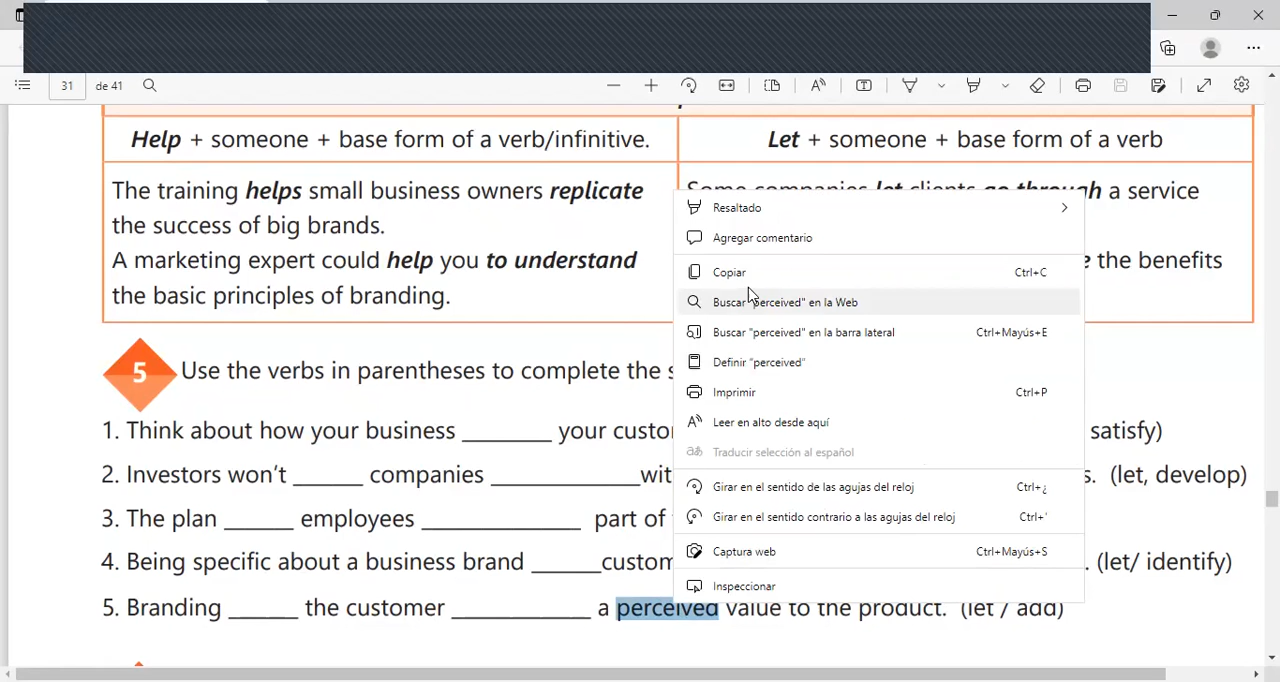 31 de 41
Help + someone + base form of a verb/infinitive.
Let + someone + base form of a verb
The training helps small business owners replicate
the success of big brands.
A marketing expert could help you to understand
the basic principles of branding.
Some companies let clients go through a service
the benefits
Resaltado
Agregar comentario
Copiar Ctrl+C
Buscar "perceived" en la Web
Buscar "perceived" en la barra lateral Ctrl+Mayús+E
Definir "perceived"
Imprimir Ctrl+P
Leer en alto desde aquí
Traducir selección al español
Girar en el sentido de las agujas del reloj Ctrl+¿
Girar en el sentido contrario a las agujas del reloj Ctrl+'
Captura web Ctrl+Mayús+S
Inspeccionar
5 Use the verbs in parentheses to complete the s
1. Think about how your business ________ your custo satisfy)
2. Investors won't ______ companies _____________wit s. (let, develop)
3. The plan ______ employees ______________ part of
4. Being specific about a business brand ______custom . (let/ identify)
5. Branding ______ the customer ____________ a perceived value to the product. (let / add)